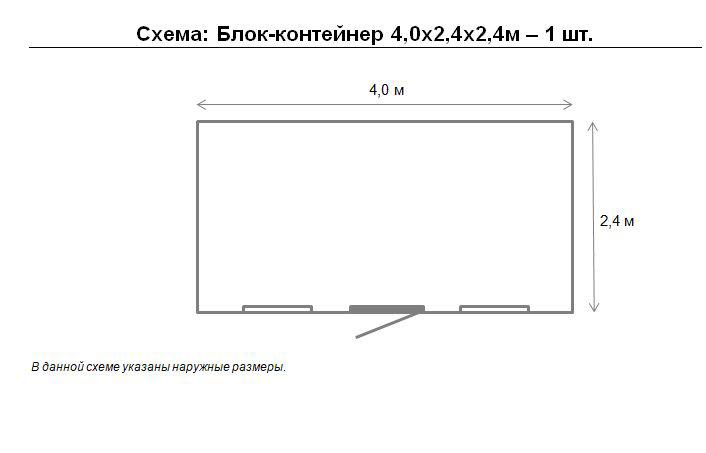 Схема: Блок-контейнер 4,0х2,4х2,4м – 1 шт.
4,0 м
2,4 м
В данной схеме указаны наружные размеры.